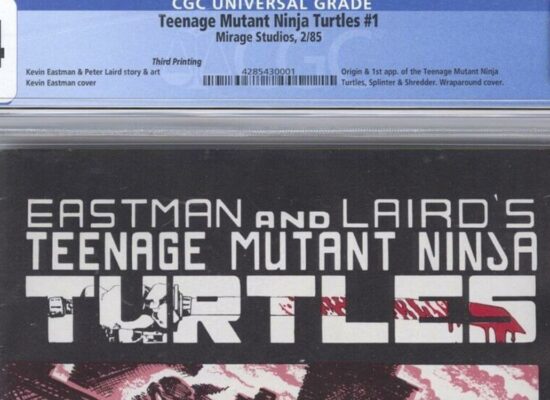 CGC UNIVERSAL GRADE
Teenage Mutant Ninja Turtles #1
Mirage Studios, 2/85
Third Printing
Kevin Eastman & Peter Laird story & art
Kevin Eastman cover
4285430001
Origin & 1st app. of the Teenage Mutant Ninja
Turtles, Splinter & Shredder. Wraparound cover.
EASTMAN AND LAIRD'S
TEENAGE MUTANT NINJA
TURTLES